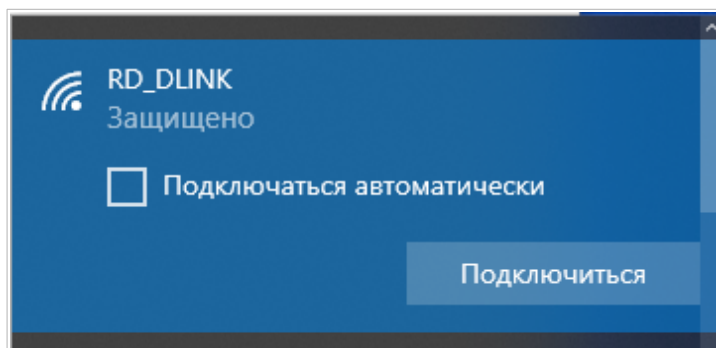 RD_DLINK
Защищено
Подключаться автоматически
Подключиться